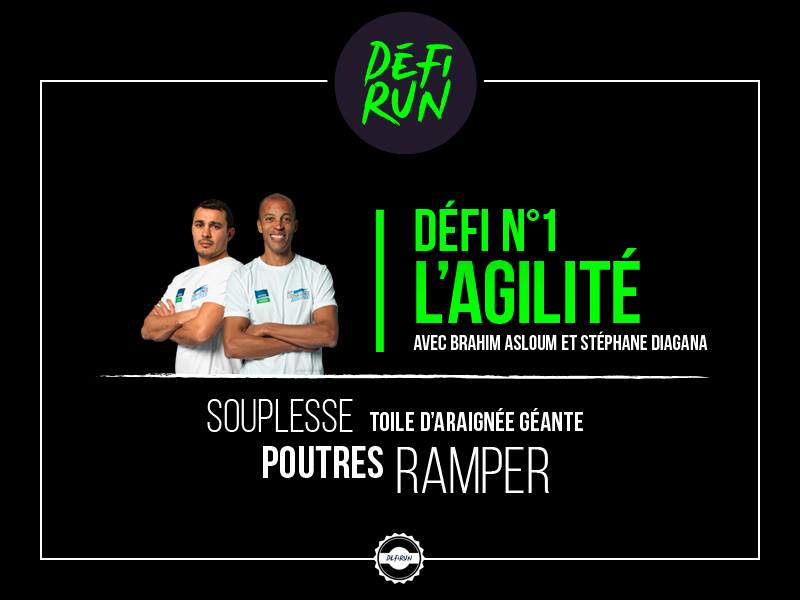 DÉFI
RUN
DÉFI N°1
L'AGILITÉ
AVEC BRAHIM ASLOUM ET STÉPHANE DIAGANA
SOUPLESSE TOILE D'ARAIGNÉE GÉANTE
POUTRES RAMPER
DÉFIRUN